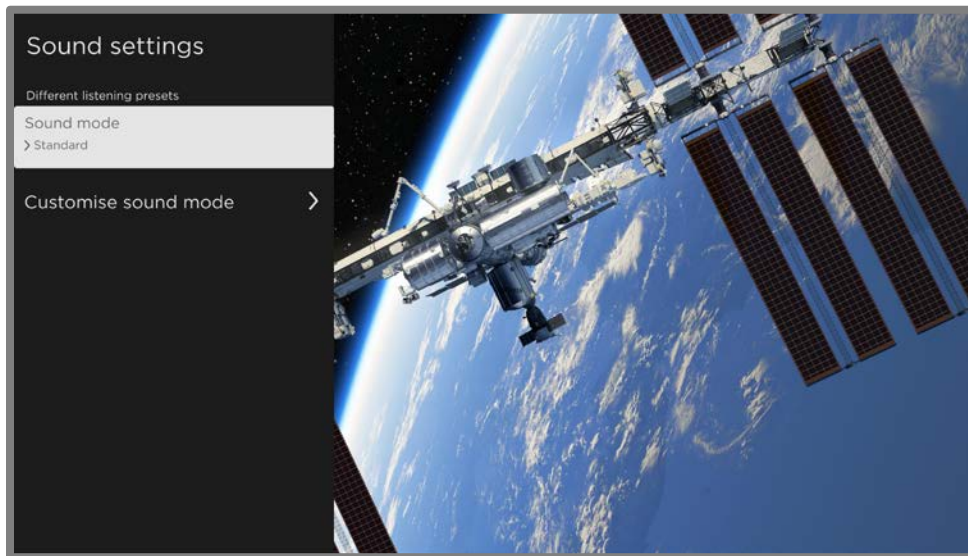 Sound settings
Different listening presets
Sound mode
Standard
Customise sound mode